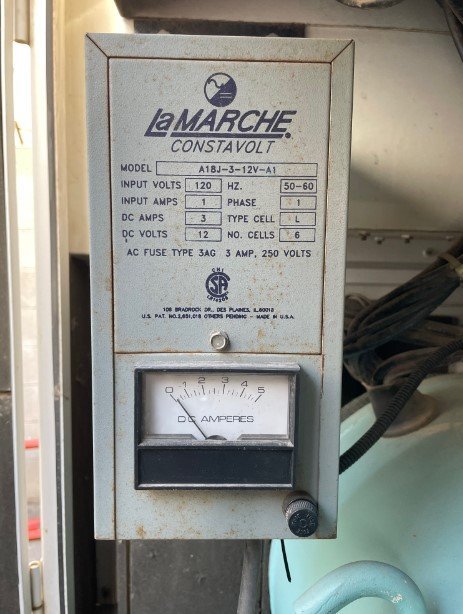 LaMARCHE
CONSTAVOLT
MODEL A18J-3-12V-A1
INPUT VOLTS 120 HZ. 50-60
INPUT AMPS 1 PHASE 1
DC AMPS 3 TYPE CELL L
DC VOLTS 12 NO. CELLS 6
AC FUSE TYPE 3AG 3 AMP, 250 VOLTS
106 BRADROCK DR., DES PLAINES, IL.60018
U.S. PAT. NO.2,651,016 OTHERS PENDING - MADE IN U.S.A.
0 1 2 3 4 5
DC AMPERES